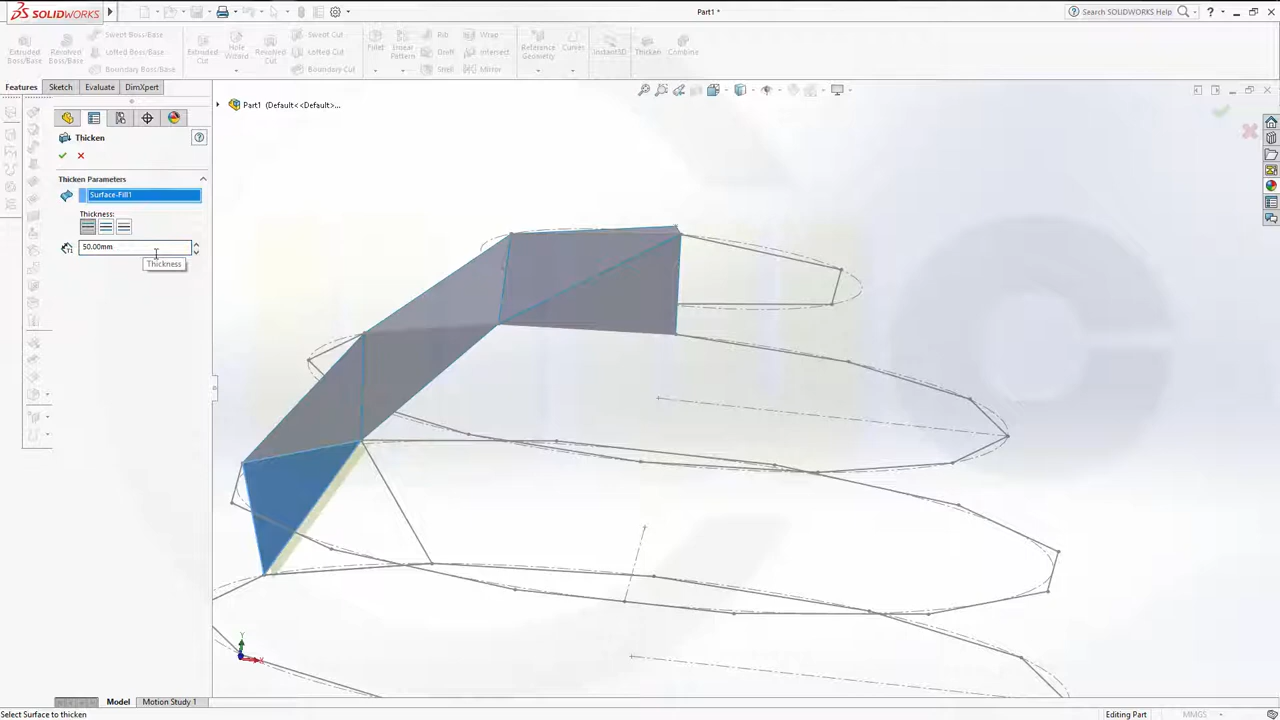 SOLIDWORKS
Part1 *
Search SOLIDWORKS Help
?
Extruded Boss/Base
Revolved Boss/Base
Swept Boss/Base
Lofted Boss/Base
Boundary Boss/Base
Extruded Cut
Hole Wizard
Revolved Cut
Swept Cut
Lofted Cut
Boundary Cut
Fillet
Linear Pattern
Rib
Draft
Shell
Wrap
Intersect
Mirror
Reference Geometry
Curves
Instant3D
Thicken
Combine
Features
Sketch
Evaluate
DimXpert
Part1 (Default<<Default>...
Thicken
?
Thicken Parameters
Surface-Fill1
Thickness:
T1
50.00mm
Thickness
Y
X
Model
Motion Study 1
Select Surface to thicken
Editing Part
MMGS